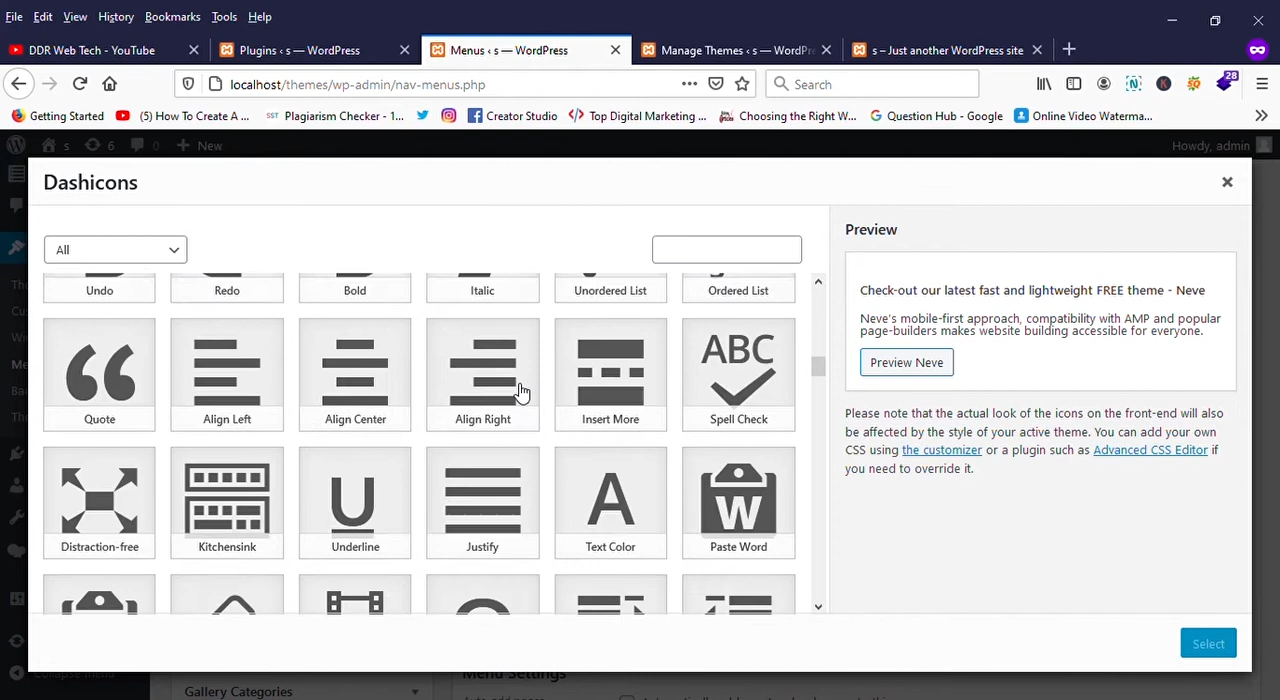 File Edit View History Bookmarks Tools Help
DDR Web Tech - YouTube
Plugins ‹ s — WordPress
Menus ‹ s — WordPress
Manage Themes ‹ s — WordPre
s – Just another WordPress site
localhost/themes/wp-admin/nav-menus.php
Search
28
Getting Started
(5) How To Create A ...
SST Plagiarism Checker - 1...
Creator Studio
Top Digital Marketing ...
Choosing the Right W...
Question Hub - Google
Online Video Waterma...
s 6 0 New
Howdy, admin
Dashicons
All
Undo Redo Bold Italic Unordered List Ordered List
ABC
Quote Align Left Align Center Align Right Insert More Spell Check
U A W
Distraction-free Kitchensink Underline Justify Text Color Paste Word
Preview
Check-out our latest fast and lightweight FREE theme - Neve
Neve's mobile-first approach, compatibility with AMP and popular
page-builders makes website building accessible for everyone.
Preview Neve
Please note that the actual look of the icons on the front-end will also
be affected by the style of your active theme. You can add your own
CSS using the customizer or a plugin such as Advanced CSS Editor if
you need to override it.
Select
Collapse menu
Gallery Categories
Menu Settings